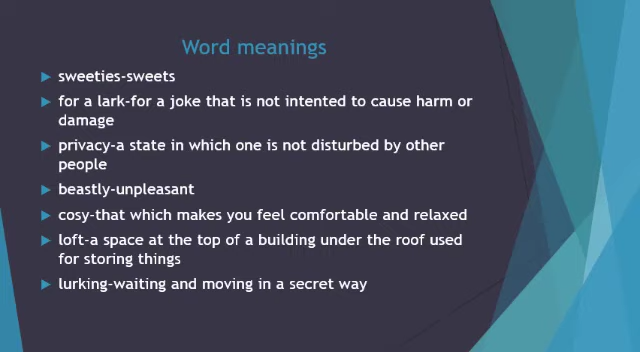 Word meanings
sweeties-sweets
for a lark-for a joke that is not intented to cause harm or
damage
privacy-a state in which one is not disturbed by other
people
beastly-unpleasant
cosy-that which makes you feel comfortable and relaxed
loft-a space at the top of a building under the roof used
for storing things
lurking-waiting and moving in a secret way